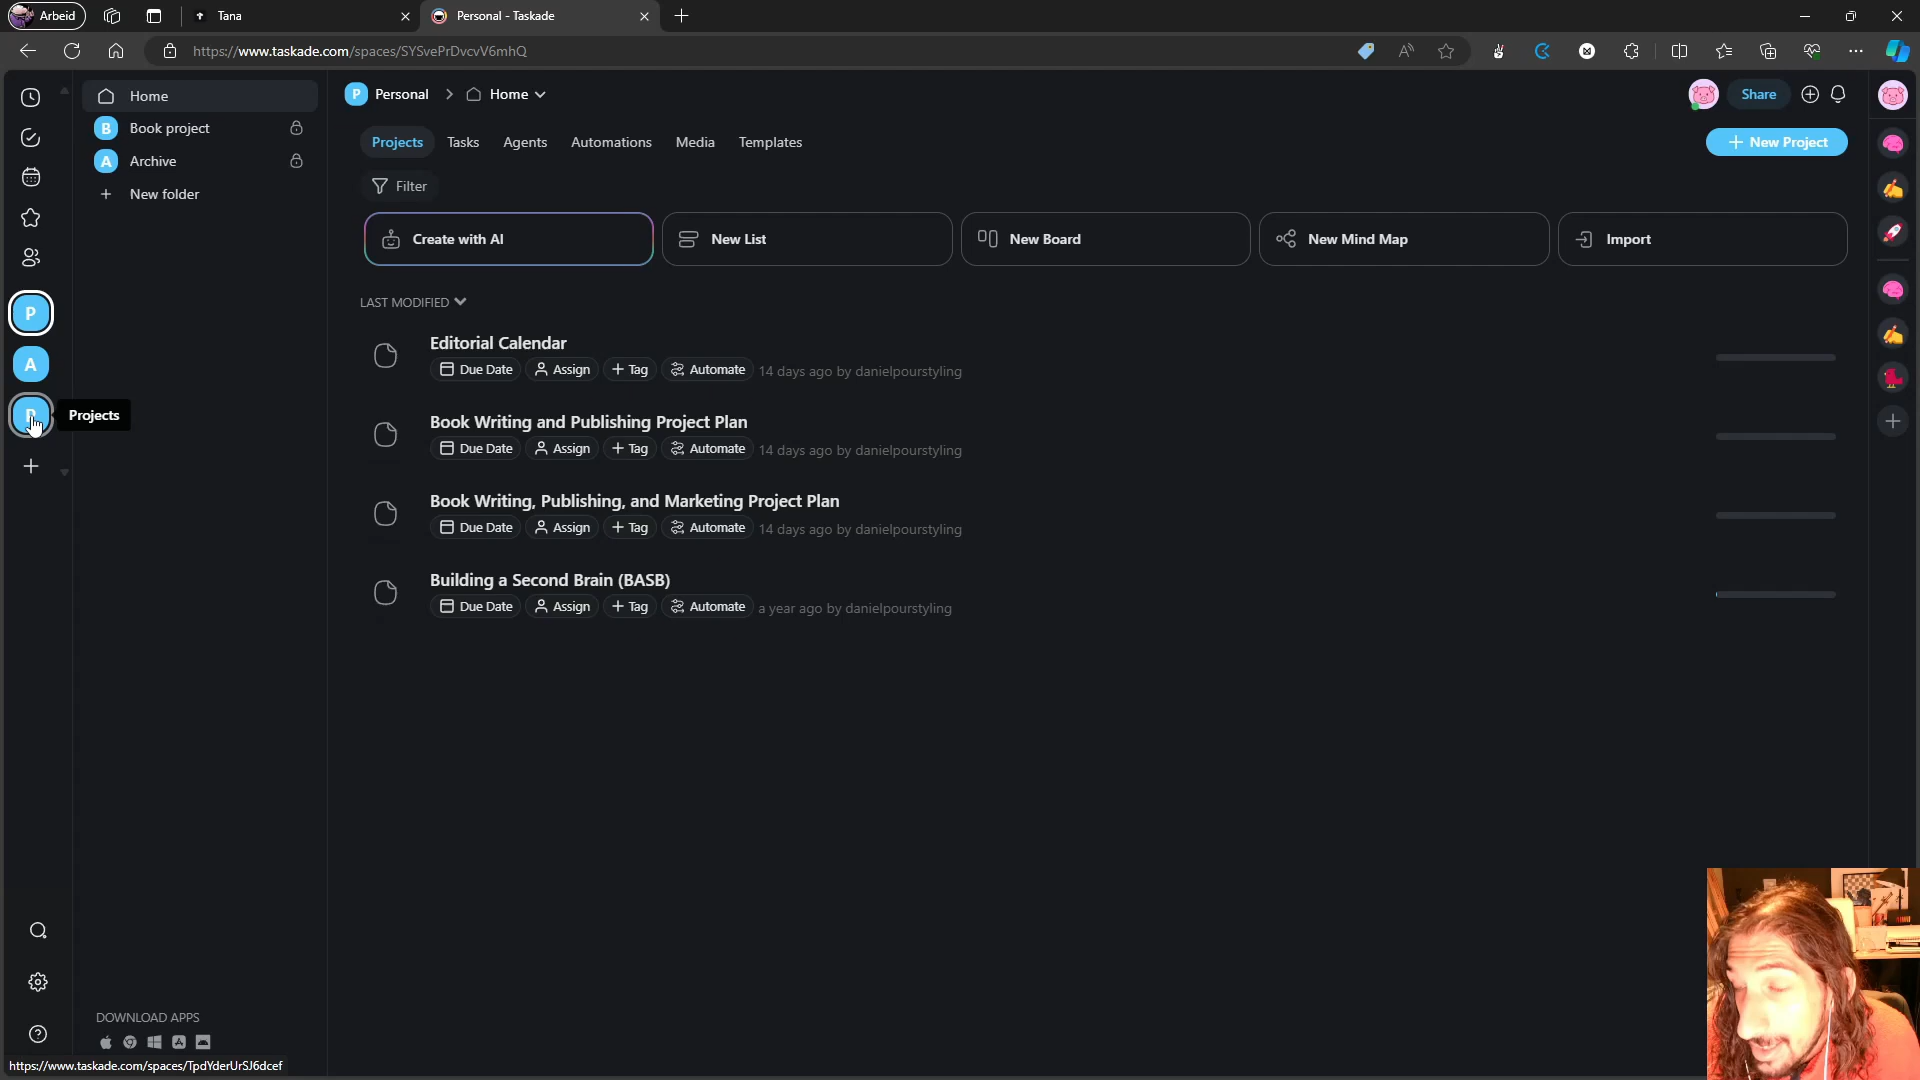 Arbeid
Tana
Personal - Taskade
https://www.taskade.com/spaces/SYSvePrDvcvV6mhQ
Home
B Book project
A Archive
New folder
P
A
P
Projects
P Personal
Home
Share
Projects
Tasks
Agents
Automations
Media
Templates
New Project
Filter
Create with AI
New List
New Board
New Mind Map
Import
LAST MODIFIED
Editorial Calendar
Due Date Assign + Tag Automate 14 days ago by danielpourstyling
Book Writing and Publishing Project Plan
Due Date Assign + Tag Automate 14 days ago by danielpourstyling
Book Writing, Publishing, and Marketing Project Plan
Due Date Assign + Tag Automate 14 days ago by danielpourstyling
Building a Second Brain (BASB)
Due Date Assign + Tag Automate a year ago by danielpourstyling
DOWNLOAD APPS
https://www.taskade.com/spaces/TpdYderUrSJ6dcef